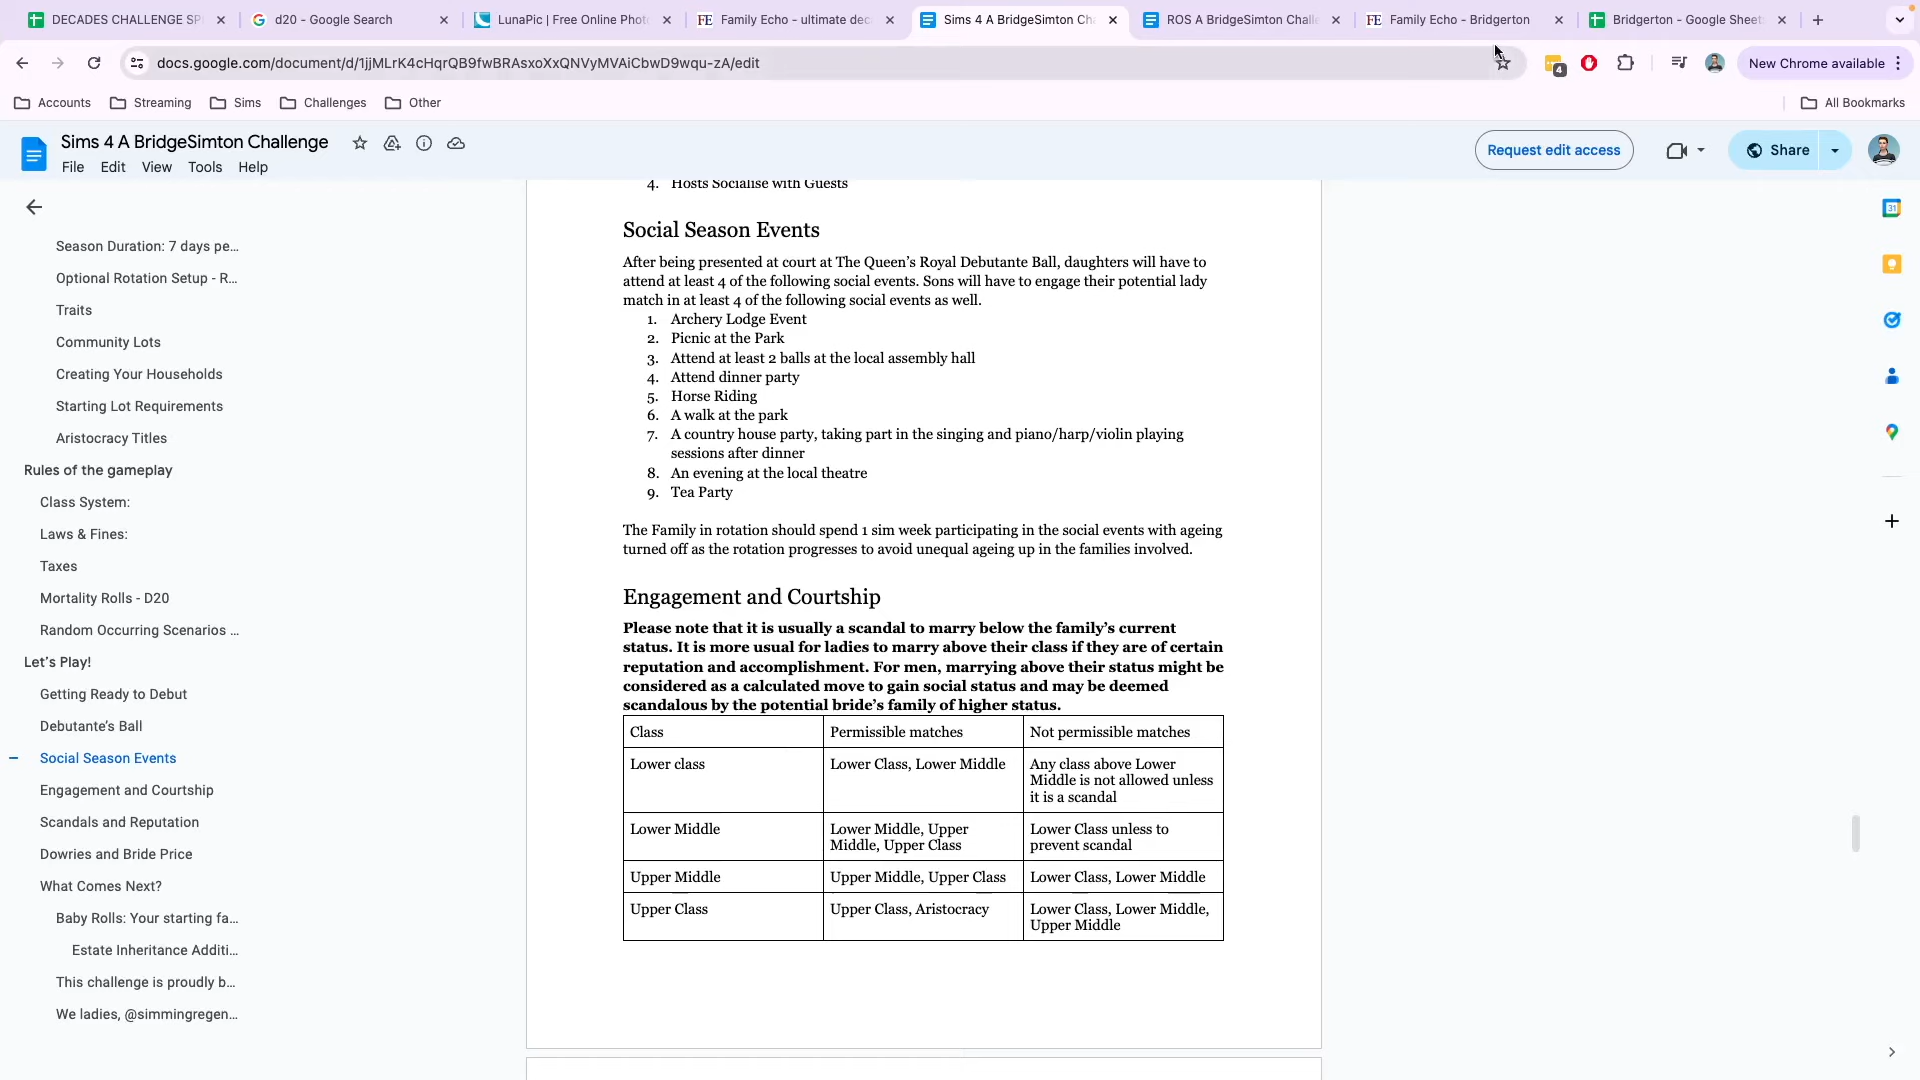 DECADES CHALLENGE SP
d20 - Google Search
LunaPic | Free Online Phot
FE Family Echo - ultimate dec
Sims 4 A BridgeSimton Ch
ROS A BridgeSimton Challe
FE Family Echo - Bridgerton
Bridgerton - Google Sheet
docs.google.com/document/d/1jjMLrK4cHqrQB9fwBRAsxoXxQNVyMVAiCbwD9wqu-zA/edit
4
New Chrome available
Accounts
Streaming
Sims
Challenges
Other
All Bookmarks
Sims 4 A BridgeSimton Challenge
File Edit View Tools Help
Request edit access
Share
31
Season Duration: 7 days pe...
Optional Rotation Setup - R...
Traits
Community Lots
Creating Your Households
Starting Lot Requirements
Aristocracy Titles
Rules of the gameplay
Class System:
Laws & Fines:
Taxes
Mortality Rolls - D20
Random Occurring Scenarios ...
Let's Play!
Getting Ready to Debut
Debutante's Ball
Social Season Events
Engagement and Courtship
Scandals and Reputation
Dowries and Bride Price
What Comes Next?
Baby Rolls: Your starting fa...
Estate Inheritance Additi...
This challenge is proudly b...
We ladies, @simmingregen...
4. Hosts Socialise with Guests
Social Season Events
After being presented at court at The Queen's Royal Debutante Ball, daughters will have to
attend at least 4 of the following social events. Sons will have to engage their potential lady
match in at least 4 of the following social events as well.
1. Archery Lodge Event
2. Picnic at the Park
3. Attend at least 2 balls at the local assembly hall
4. Attend dinner party
5. Horse Riding
6. A walk at the park
7. A country house party, taking part in the singing and piano/harp/violin playing
sessions after dinner
8. An evening at the local theatre
9. Tea Party
The Family in rotation should spend 1 sim week participating in the social events with ageing
turned off as the rotation progresses to avoid unequal ageing up in the families involved.
Engagement and Courtship
Please note that it is usually a scandal to marry below the family's current
status. It is more usual for ladies to marry above their class if they are of certain
reputation and accomplishment. For men, marrying above their status might be
considered as a calculated move to gain social status and may be deemed
scandalous by the potential bride's family of higher status.
Class
Permissible matches
Not permissible matches
Lower class
Lower Class, Lower Middle
Any class above Lower
Middle is not allowed unless
it is a scandal
Lower Middle
Lower Middle, Upper
Middle, Upper Class
Lower Class unless to
prevent scandal
Upper Middle
Upper Middle, Upper Class
Lower Class, Lower Middle
Upper Class
Upper Class, Aristocracy
Lower Class, Lower Middle,
Upper Middle